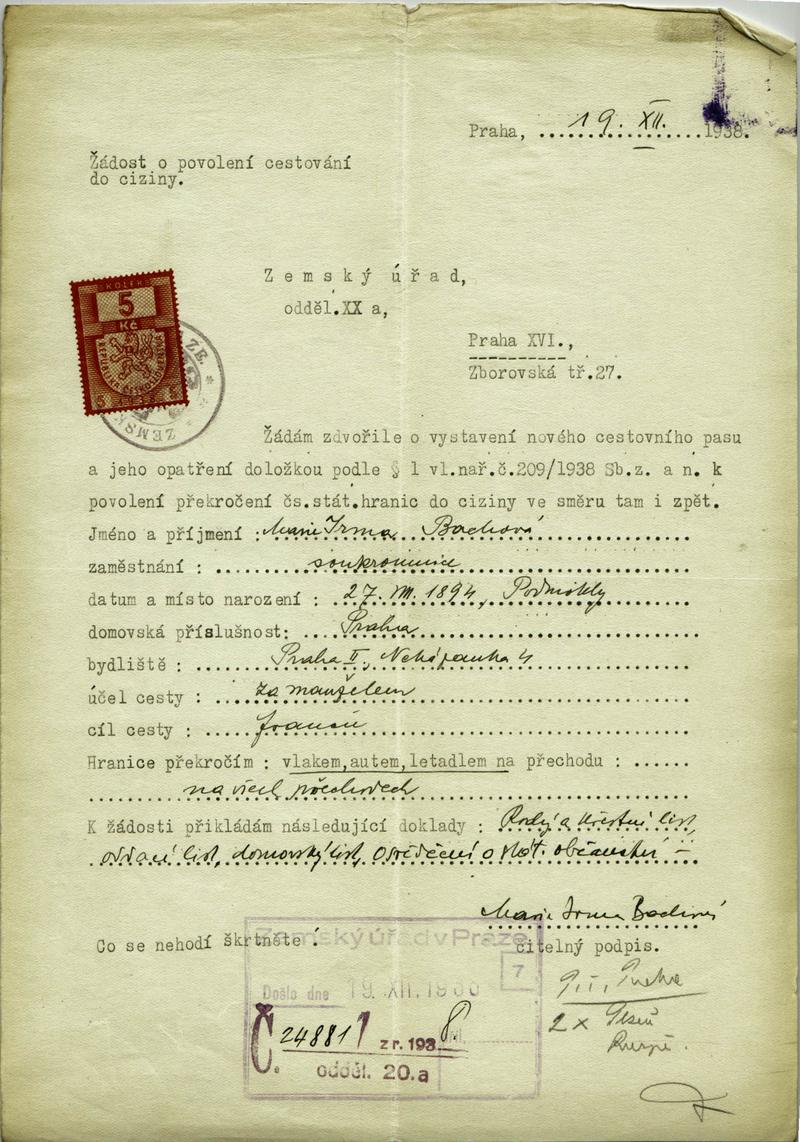 Praha, ....19. XII.....1938.
Žádost o povolení cestování
do ciziny.
KOLEK
5
Kč
Zemský úřad,
odděl.XX a,
Praha XVI.,
Zborovská tř.27.
Žádám zdvořile o vystavení nového cestovního pasu
a jeho opatření doložkou podle § 1 vl.nař.č.209/1938 Sb.z. a n. k
povolení překročení čs.stát.hranic do ciziny ve směru tam i zpět.
Jméno a příjmení : Marie Irma Bachová
zaměstnání : soukromnice
datum a místo narození : 27. VIII. 1894, Podmokly
domovská příslušnost: Praha
bydliště : Praha II, Nekázanka 4
účel cesty : za manželem
cíl cesty : Francie
Hranice překročím : vlakem,autem,letadlem na přechodu : ......
na všech přechodech
K žádosti přikládám následující doklady : Rodný a křestní list,
oddací list, domovský list, Osvědčení o stát. občanství
Marie Irma Bachová
Co se nehodí škrtněte !
čitelný podpis.
Zemský úřad v Praze
7
Došlo dne 19.XII.19
Č. 24881 z r. 1938.
odděl. 20.a
Praha
2 x